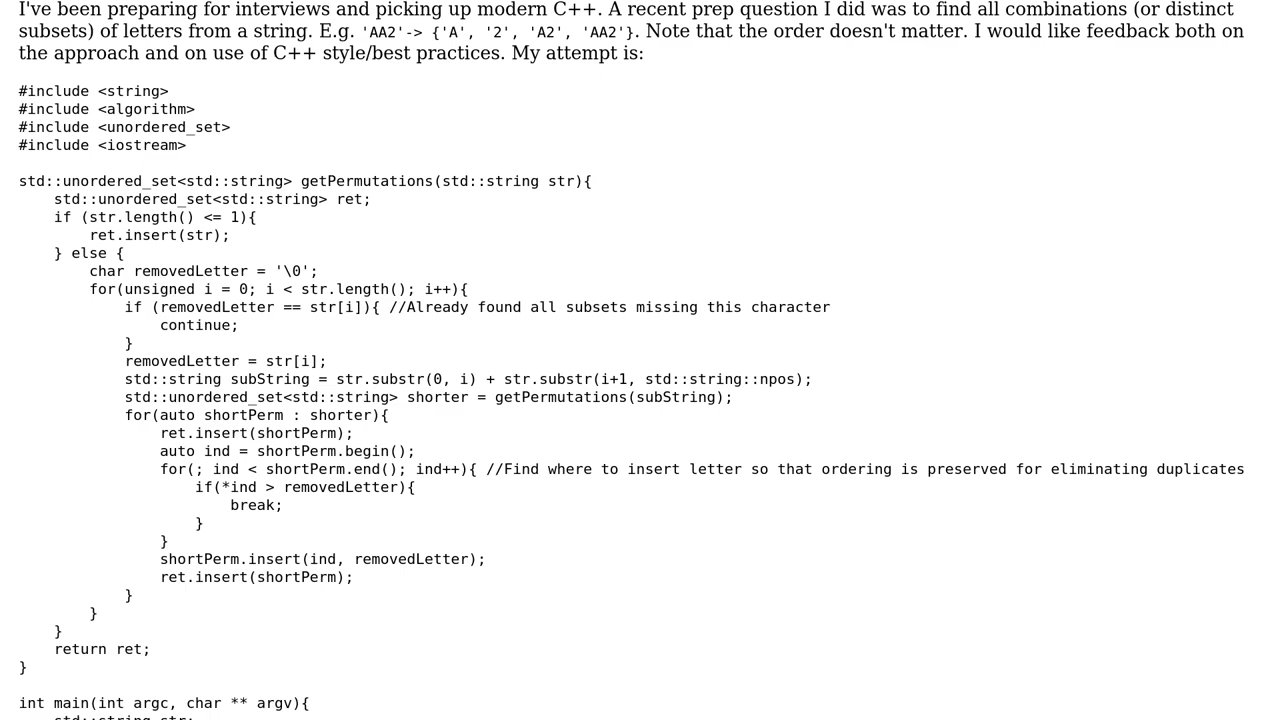 I've been preparing for interviews and picking up modern C++. A recent prep question I did was to find all combinations (or distinct
subsets) of letters from a string. E.g. 'AA2'-> {'A', '2', 'A2', 'AA2'}. Note that the order doesn't matter. I would like feedback both on
the approach and on use of C++ style/best practices. My attempt is:
#include <string>
#include <algorithm>
#include <unordered_set>
#include <iostream>
std::unordered_set<std::string> getPermutations(std::string str){
    std::unordered_set<std::string> ret;
    if (str.length() <= 1){
        ret.insert(str);
    } else {
        char removedLetter = '\0';
        for(unsigned i = 0; i < str.length(); i++){
            if (removedLetter == str[i]){ //Already found all subsets missing this character
                continue;
            }
            removedLetter = str[i];
            std::string subString = str.substr(0, i) + str.substr(i+1, std::string::npos);
            std::unordered_set<std::string> shorter = getPermutations(subString);
            for(auto shortPerm : shorter){
                ret.insert(shortPerm);
                auto ind = shortPerm.begin();
                for(; ind < shortPerm.end(); ind++){ //Find where to insert letter so that ordering is preserved for eliminating duplicates
                    if(*ind > removedLetter){
                        break;
                    }
                }
                shortPerm.insert(ind, removedLetter);
                ret.insert(shortPerm);
            }
        }
    }
    return ret;
}
int main(int argc, char ** argv){
    std::string str;